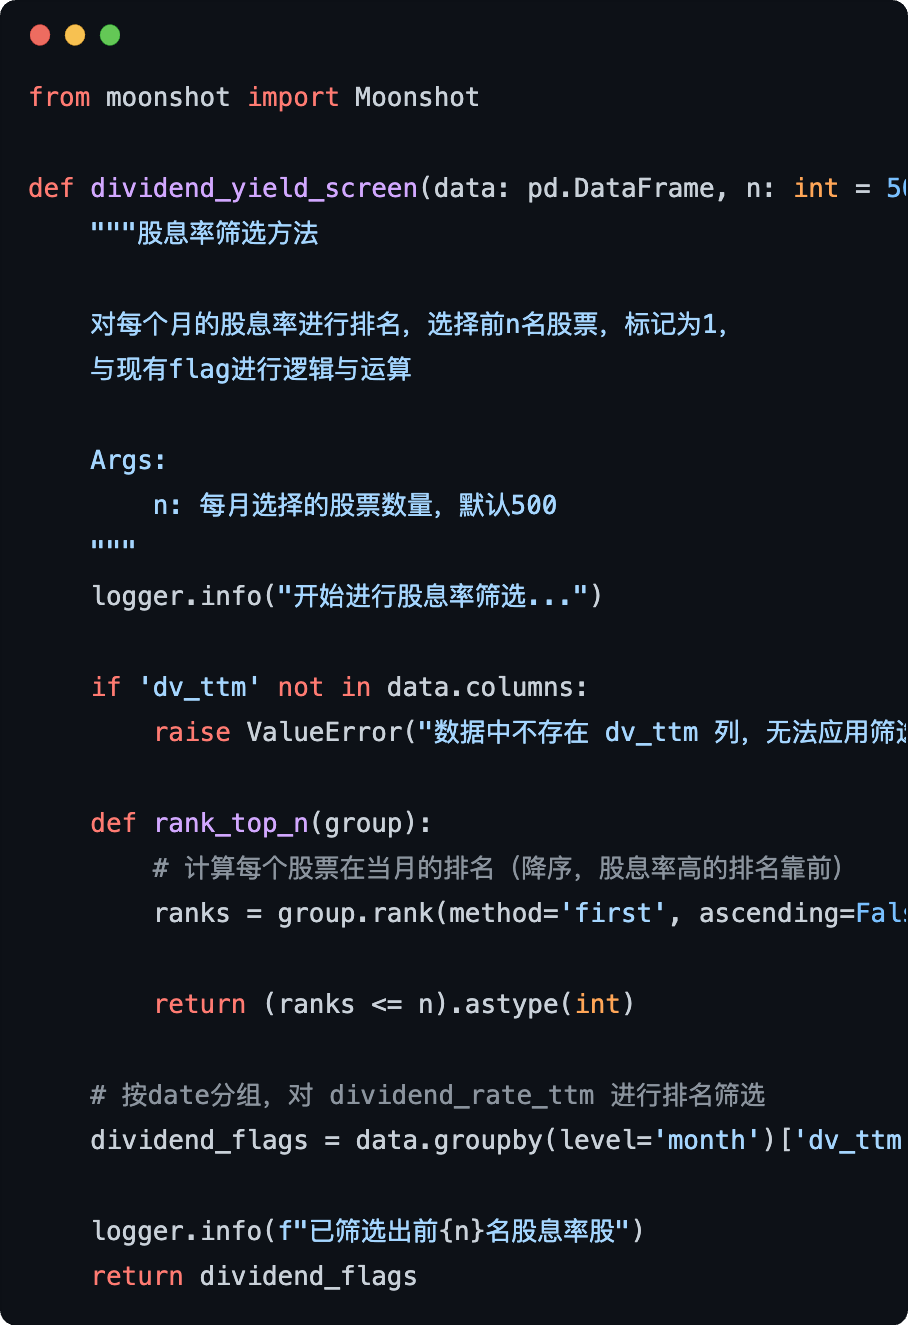 from moonshot import Moonshot
def dividend_yield_screen(data: pd.DataFrame, n: int = 50
    """股息率筛选方法
    对每个月的股息率进行排名，选择前n名股票，标记为1，
    与现有flag进行逻辑与运算
    Args:
        n: 每月选择的股票数量，默认500
    """
    logger.info("开始进行股息率筛选...")
    if 'dv_ttm' not in data.columns:
        raise ValueError("数据中不存在 dv_ttm 列，无法应用筛选
    def rank_top_n(group):
        # 计算每个股票在当月的排名（降序，股息率高的排名靠前）
        ranks = group.rank(method='first', ascending=Fals
        return (ranks <= n).astype(int)
    # 按date分组，对 dividend_rate_ttm 进行排名筛选
    dividend_flags = data.groupby(level='month')['dv_ttm
    logger.info(f"已筛选出前{n}名股息率股")
    return dividend_flags